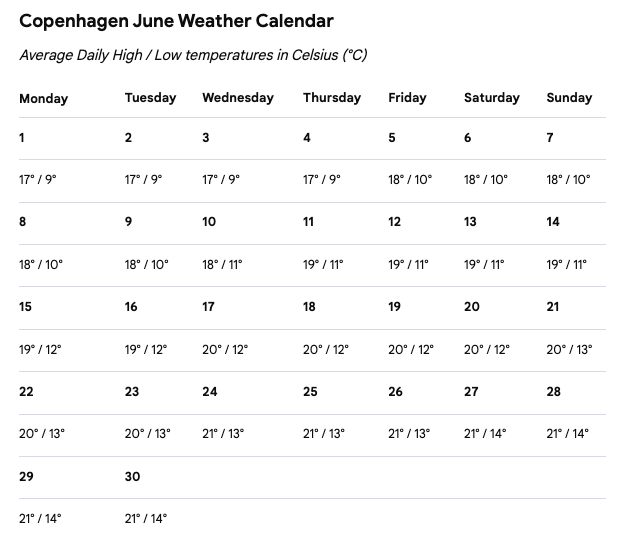 Copenhagen June Weather Calendar
Average Daily High / Low temperatures in Celsius (°C)
Monday Tuesday Wednesday Thursday Friday Saturday Sunday
1 2 3 4 5 6 7
17° / 9° 17° / 9° 17° / 9° 17° / 9° 18° / 10° 18° / 10° 18° / 10°
8 9 10 11 12 13 14
18° / 10° 18° / 10° 18° / 11° 19° / 11° 19° / 11° 19° / 11° 19° / 11°
15 16 17 18 19 20 21
19° / 12° 19° / 12° 20° / 12° 20° / 12° 20° / 12° 20° / 12° 20° / 13°
22 23 24 25 26 27 28
20° / 13° 20° / 13° 21° / 13° 21° / 13° 21° / 13° 21° / 14° 21° / 14°
29 30
21° / 14° 21° / 14°